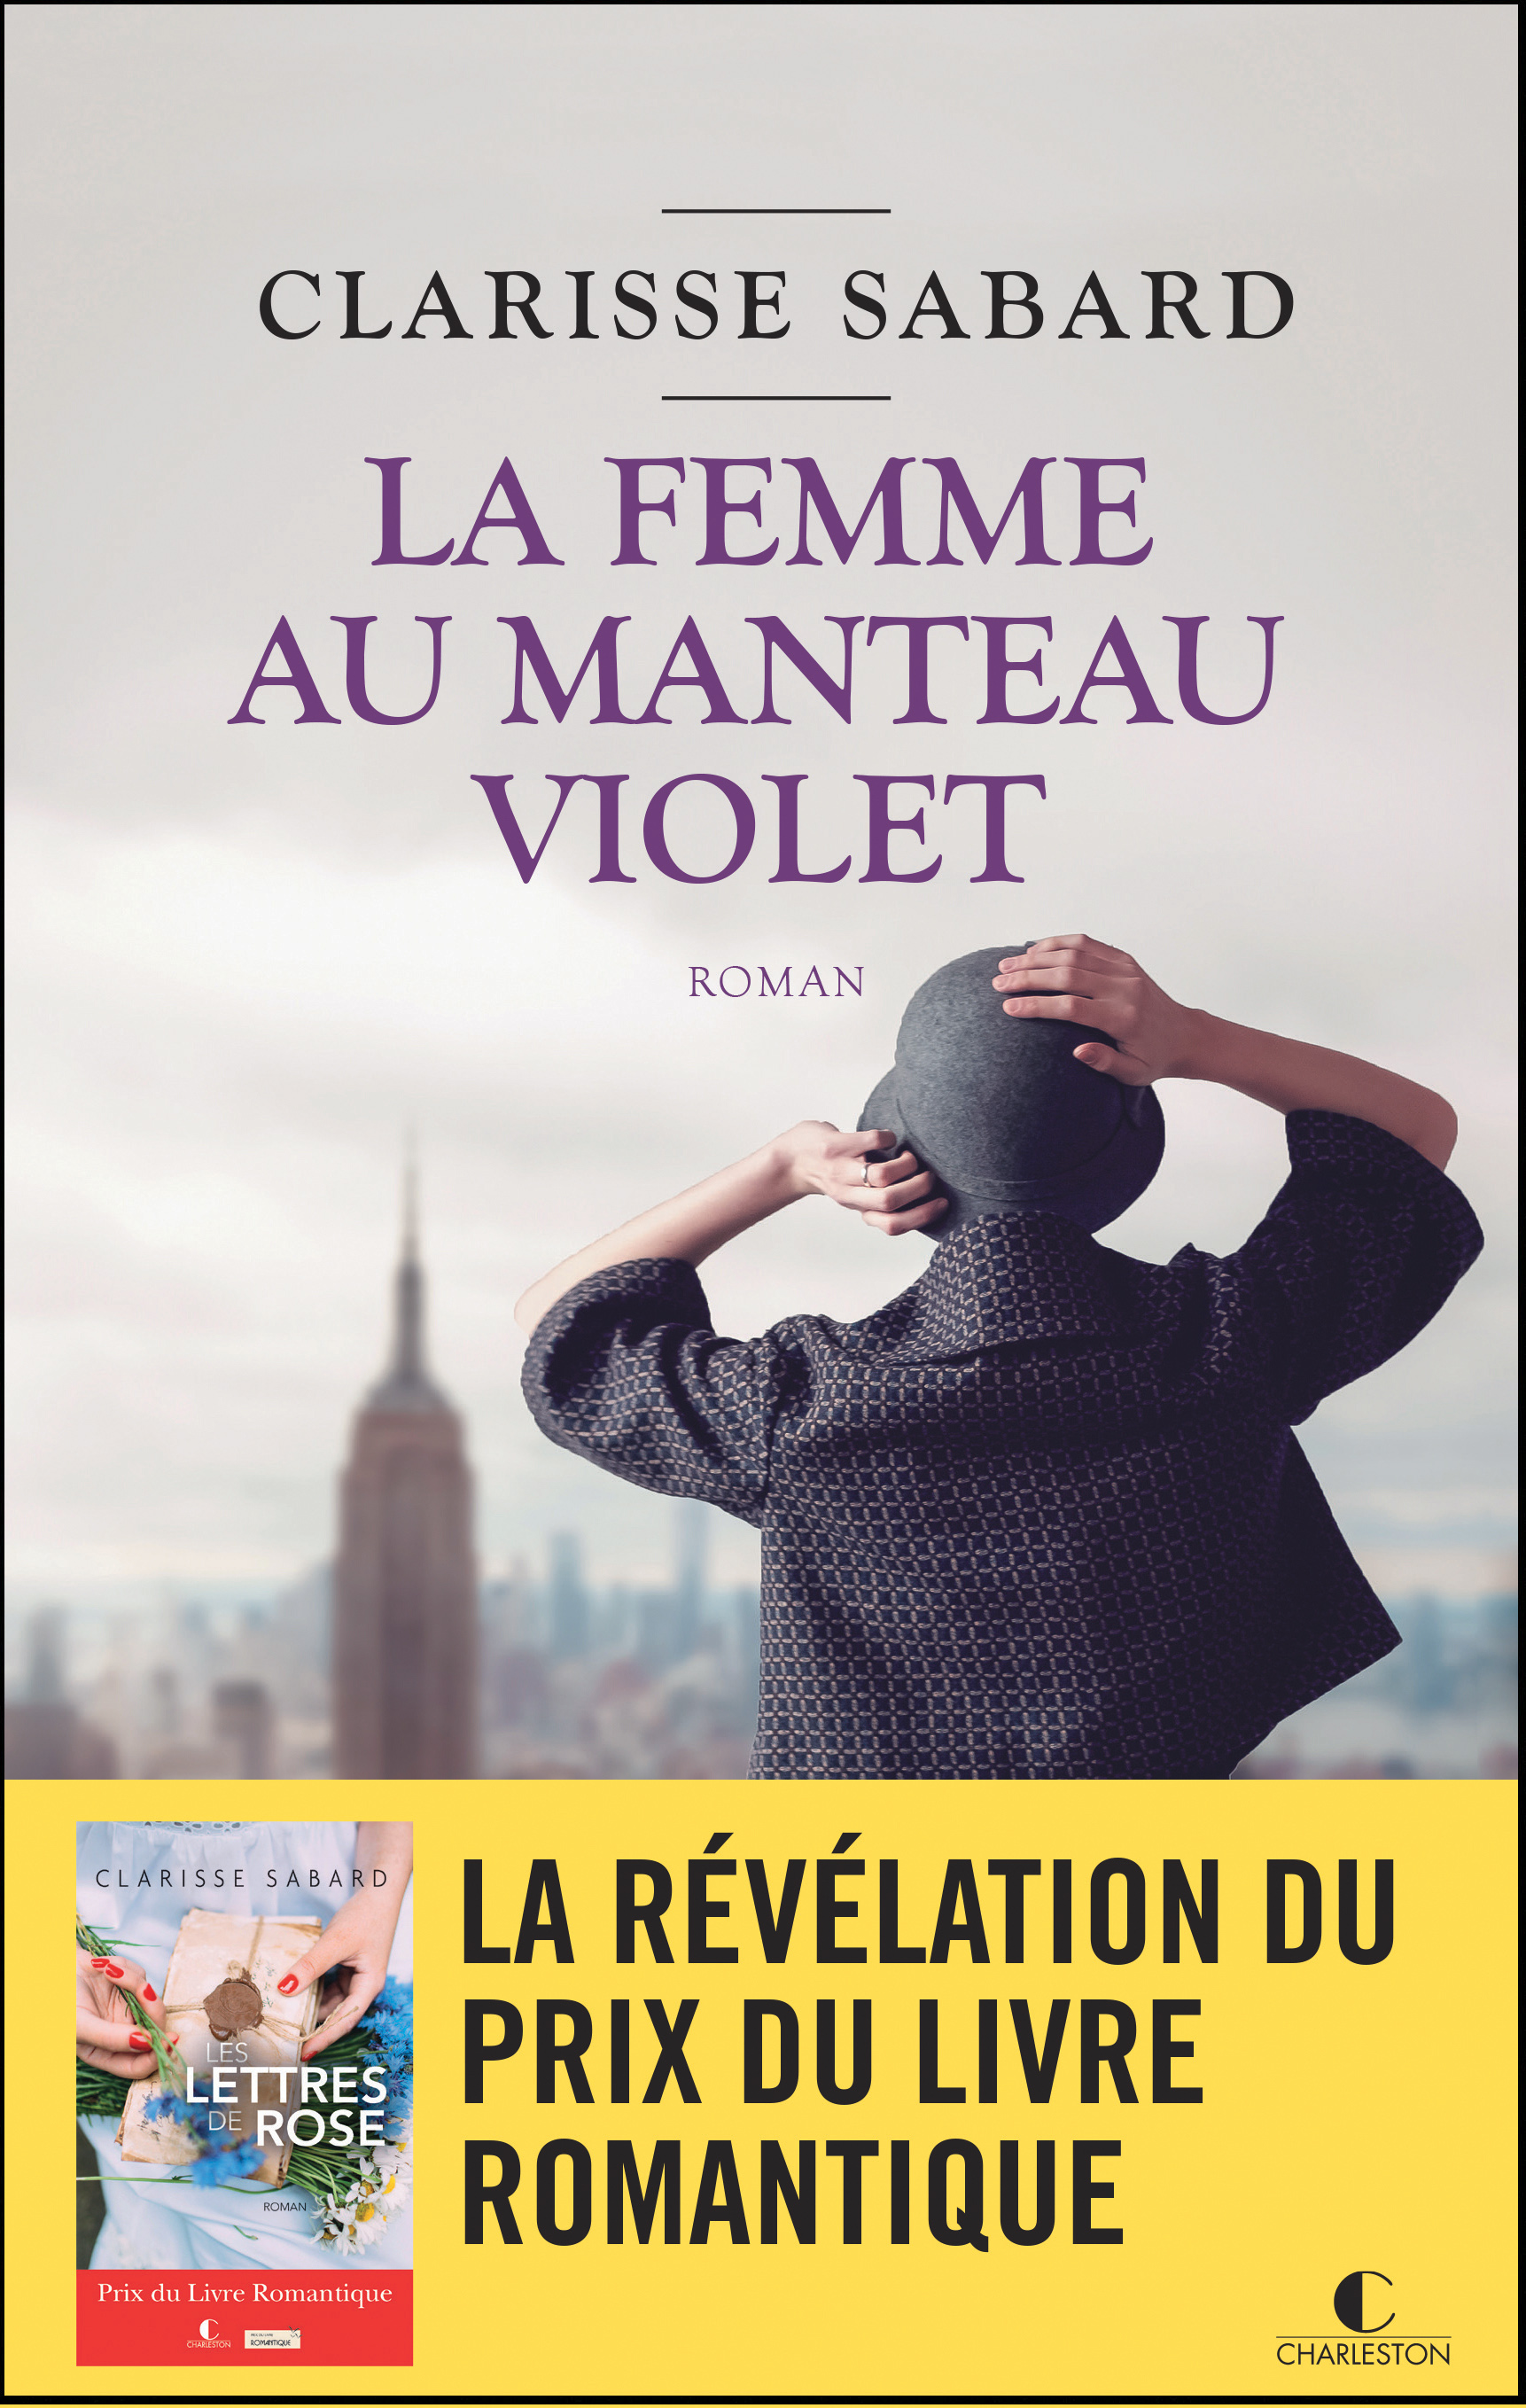 CLARISSE SABARD
LA FEMME
AU MANTEAU
VIOLET
ROMAN
CLARISSE SABARD
LES
LETTRES
DE ROSE
ROMAN
Prix du Livre Romantique
CHARLESTON
ROMANTIQUE
LA RÉVÉLATION DU
PRIX DU LIVRE
ROMANTIQUE
CHARLESTON